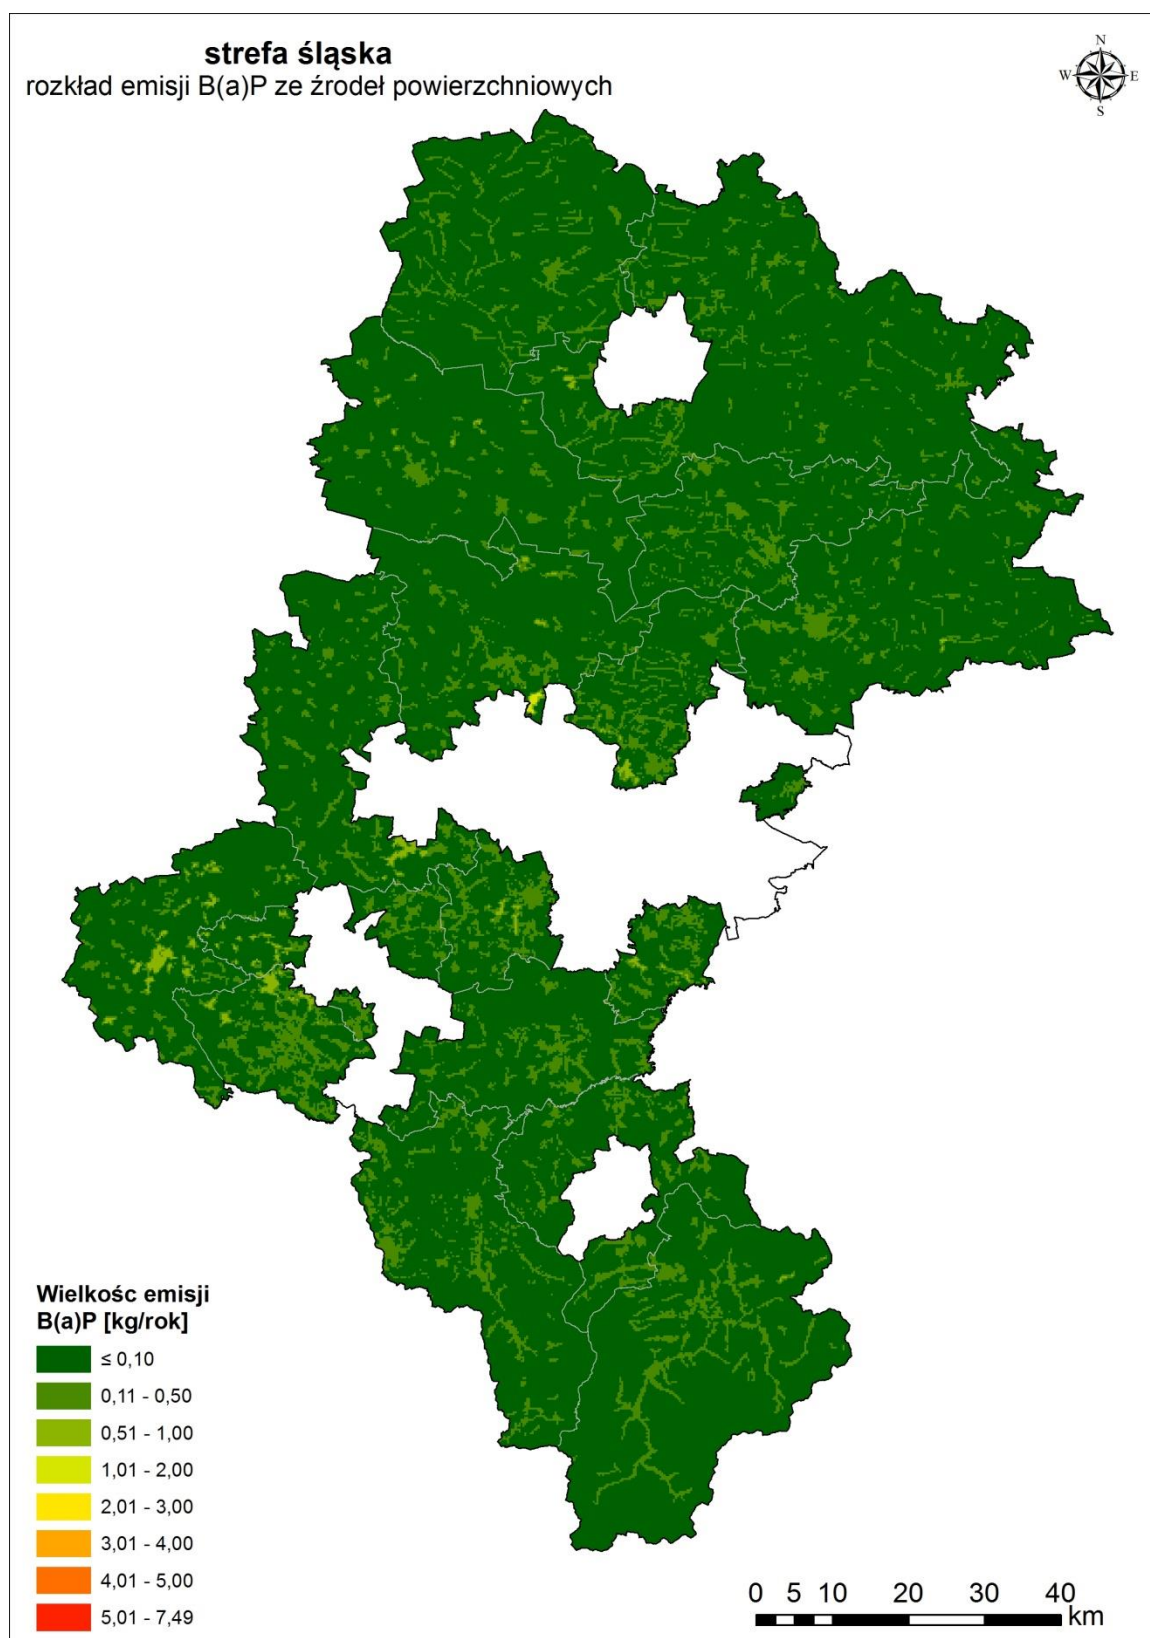 strefa śląska
rozkład emisji B(a)P ze źrodeł powierzchniowych
N
W E
S
Wielkośc emisji
B(a)P [kg/rok]
≤ 0,10
0,11 - 0,50
0,51 - 1,00
1,01 - 2,00
2,01 - 3,00
3,01 - 4,00
4,01 - 5,00
5,01 - 7,49
0 5 10 20 30 40
km